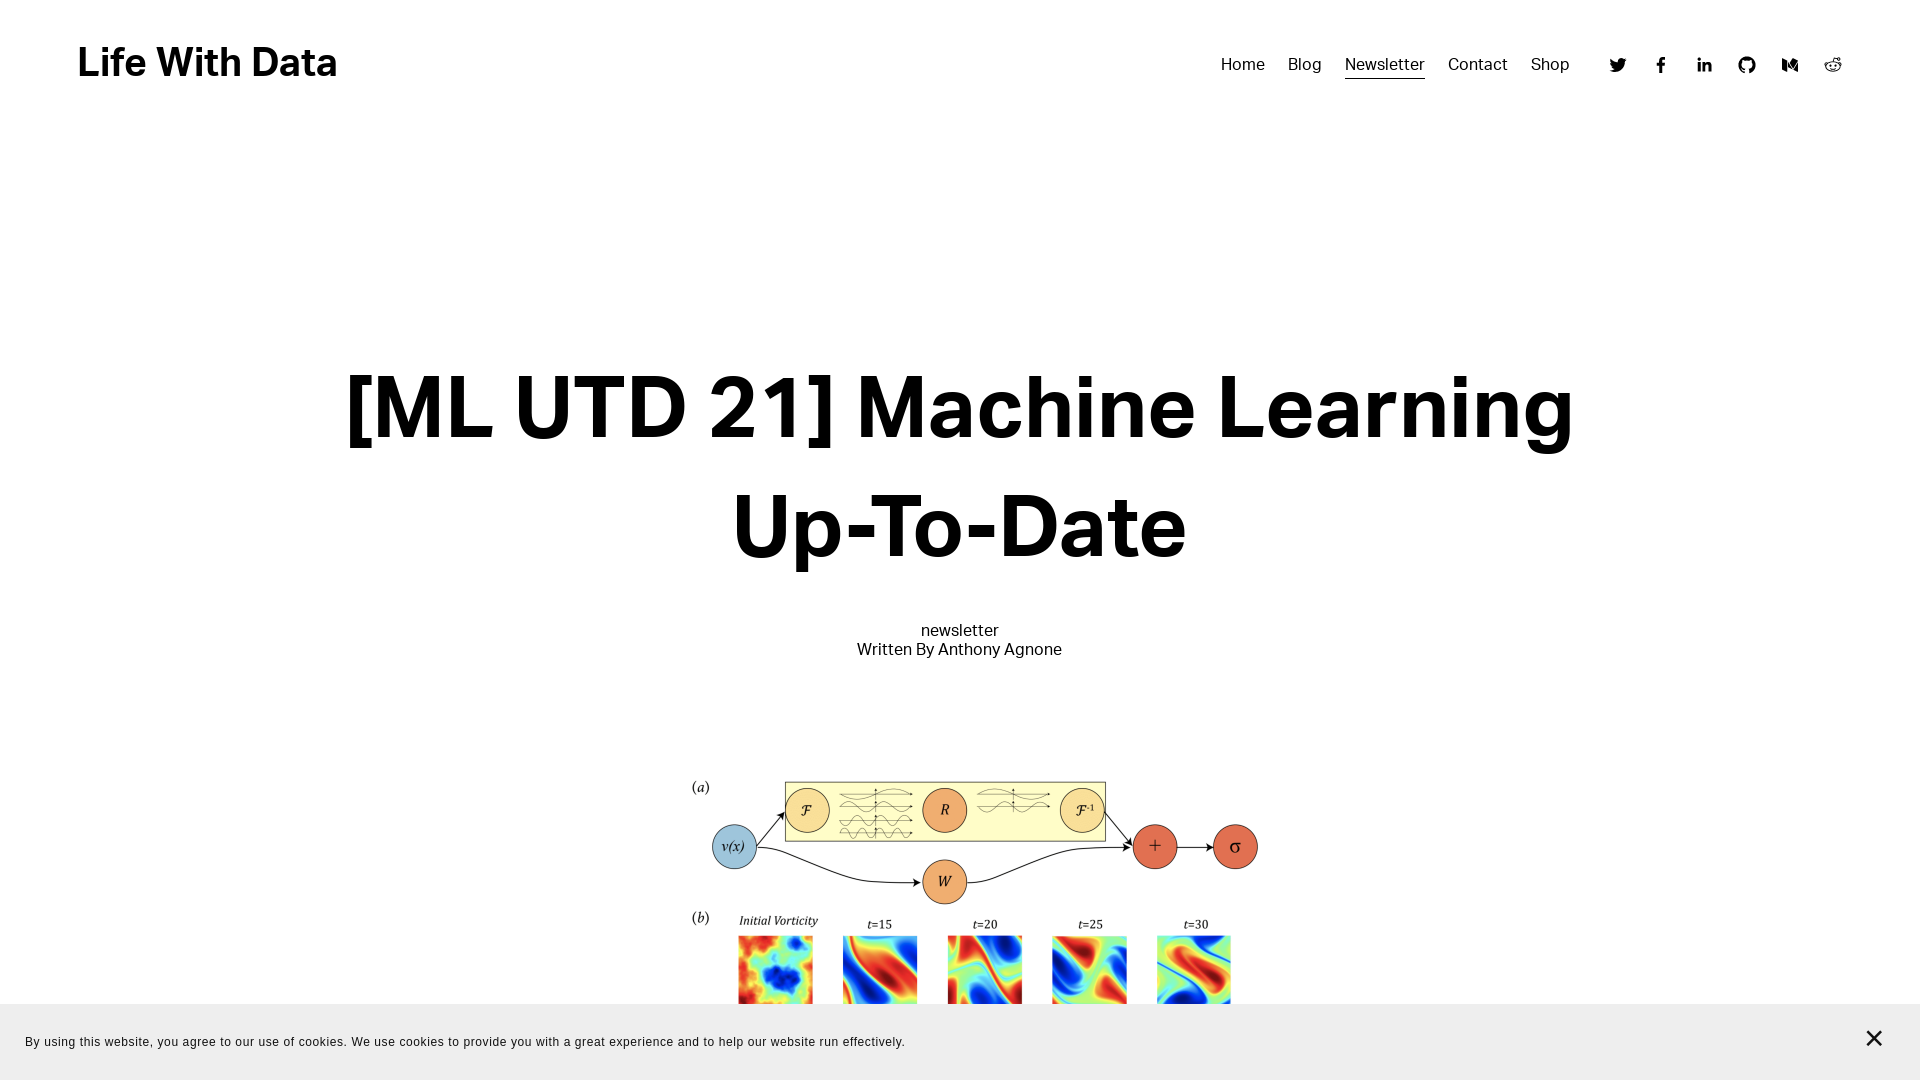 Life With Data
Home Blog Newsletter Contact Shop
[ML UTD 21] Machine Learning
Up-To-Date
newsletter
Written By Anthony Agnone
(a)
ℱ R ℱ-1
v(x) + σ
W
(b)
Initial Vorticity t=15 t=20 t=25 t=30
By using this website, you agree to our use of cookies. We use cookies to provide you with a great experience and to help our website run effectively.